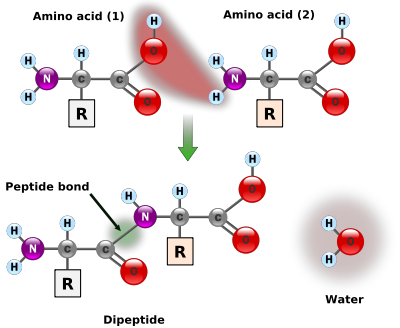 Amino acid (1)
Amino acid (2)
H
H
H H H H
N C C O N C C O
H O H O
R R
Peptide bond
H
H H
N C C O
H H O
H H
N C C O
H O
R
R
H
O
H
Water
Dipeptide